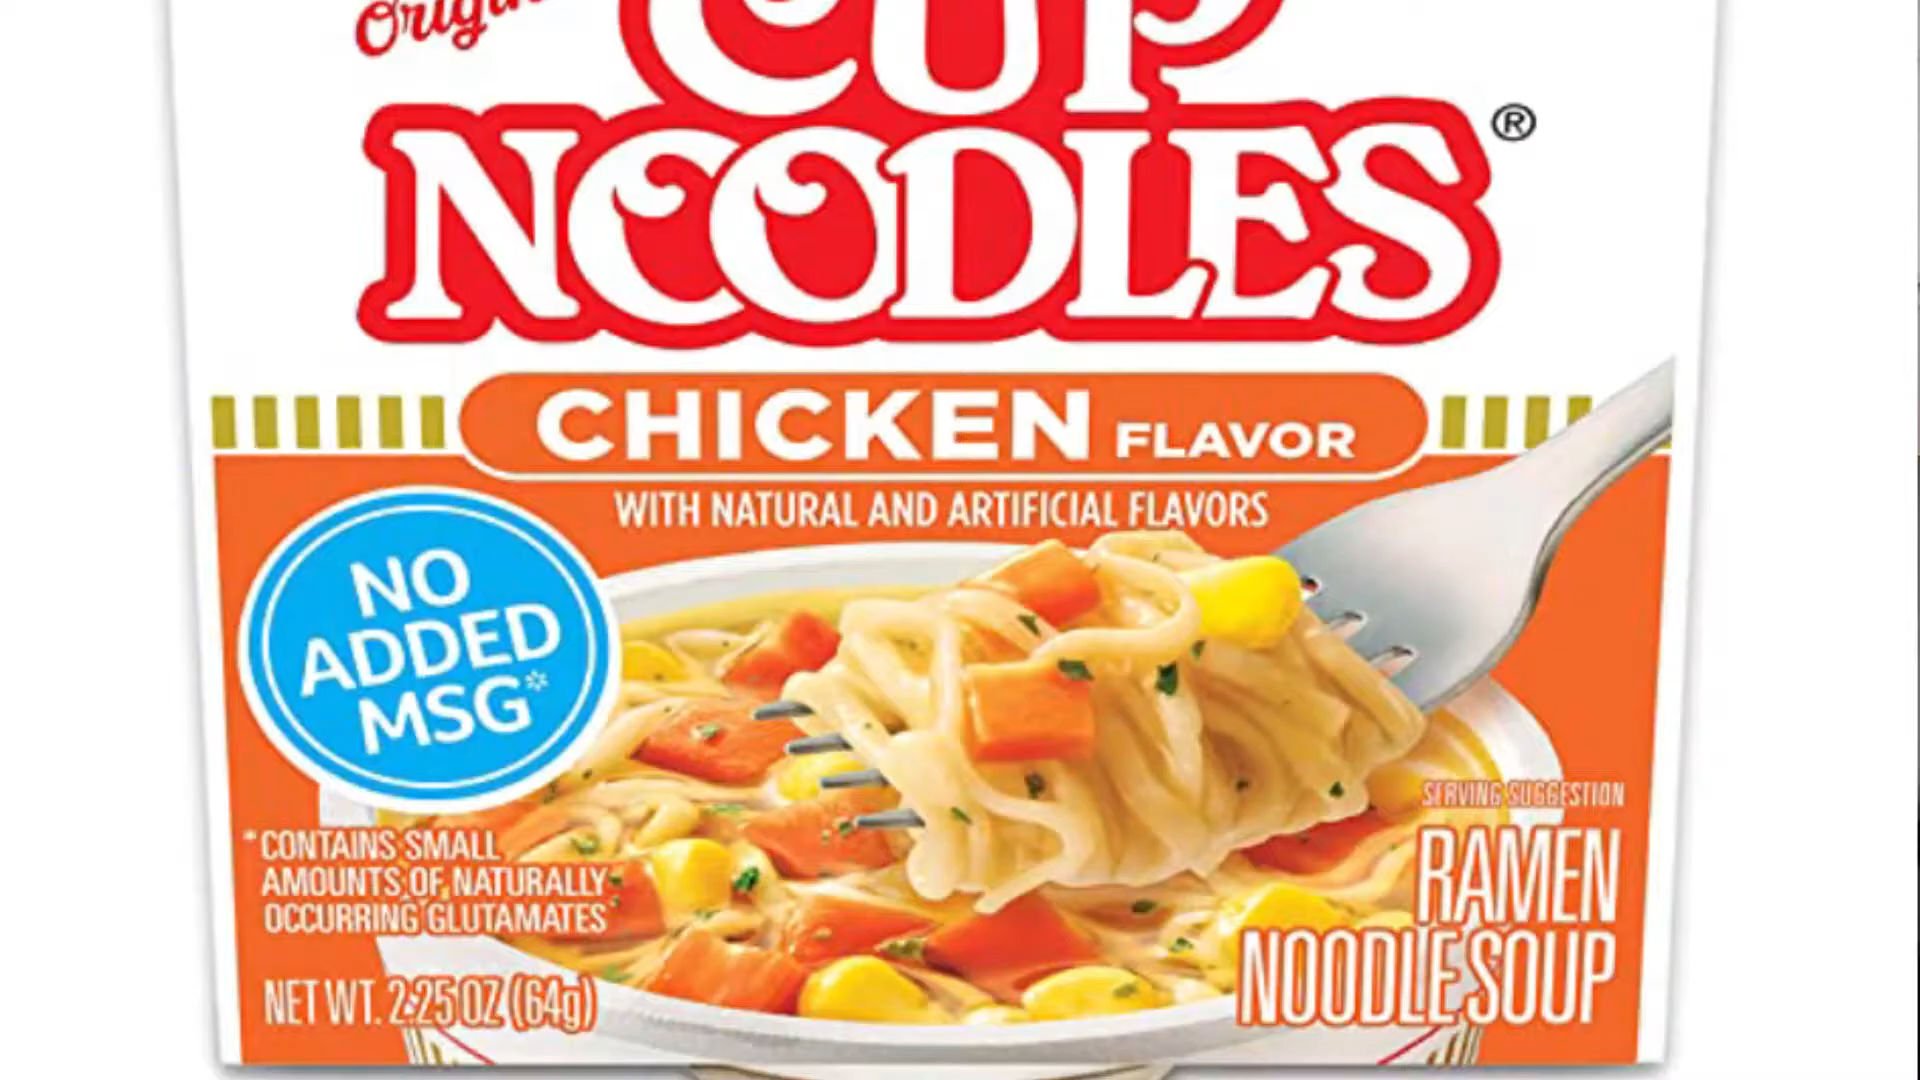 CUP
NOODLES®
CHICKEN FLAVOR
WITH NATURAL AND ARTIFICIAL FLAVORS
NO
ADDED
MSG*
*CONTAINS SMALL
AMOUNTS OF NATURALLY
OCCURRING GLUTAMATES
NET WT. 2.25 OZ (64g)
SERVING SUGGESTION
RAMEN
NOODLE SOUP